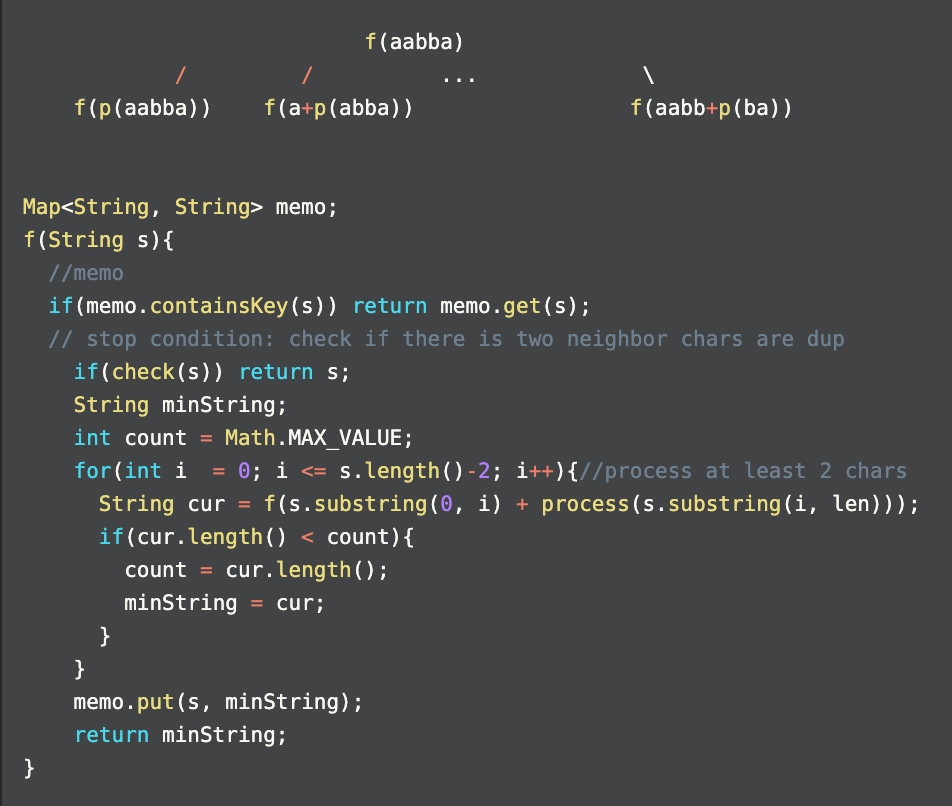 f(aabba)
/ / ... \
f(p(aabba)) f(a+p(abba)) f(aabb+p(ba))
Map<String, String> memo;
f(String s){
//memo
if(memo.containsKey(s)) return memo.get(s);
// stop condition: check if there is two neighbor chars are dup
if(check(s)) return s;
String minString;
int count = Math.MAX_VALUE;
for(int i  = 0; i <= s.length()-2; i++){//process at least 2 chars
String cur = f(s.substring(0, i) + process(s.substring(i, len)));
if(cur.length() < count){
count = cur.length();
minString = cur;
}
}
memo.put(s, minString);
return minString;
}